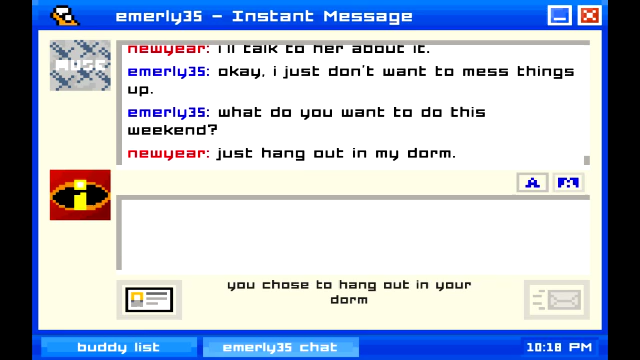 emerly35 - Instant Message
newyear: i'll talk to her about it.
emerly35: okay, i just don't want to mess things
up.
emerly35: what do you want to do this
weekend?
newyear: just hang out in my dorm.
MUSE
A
you chose to hang out in your
dorm
buddy list
emerly35 chat
10:18 PM